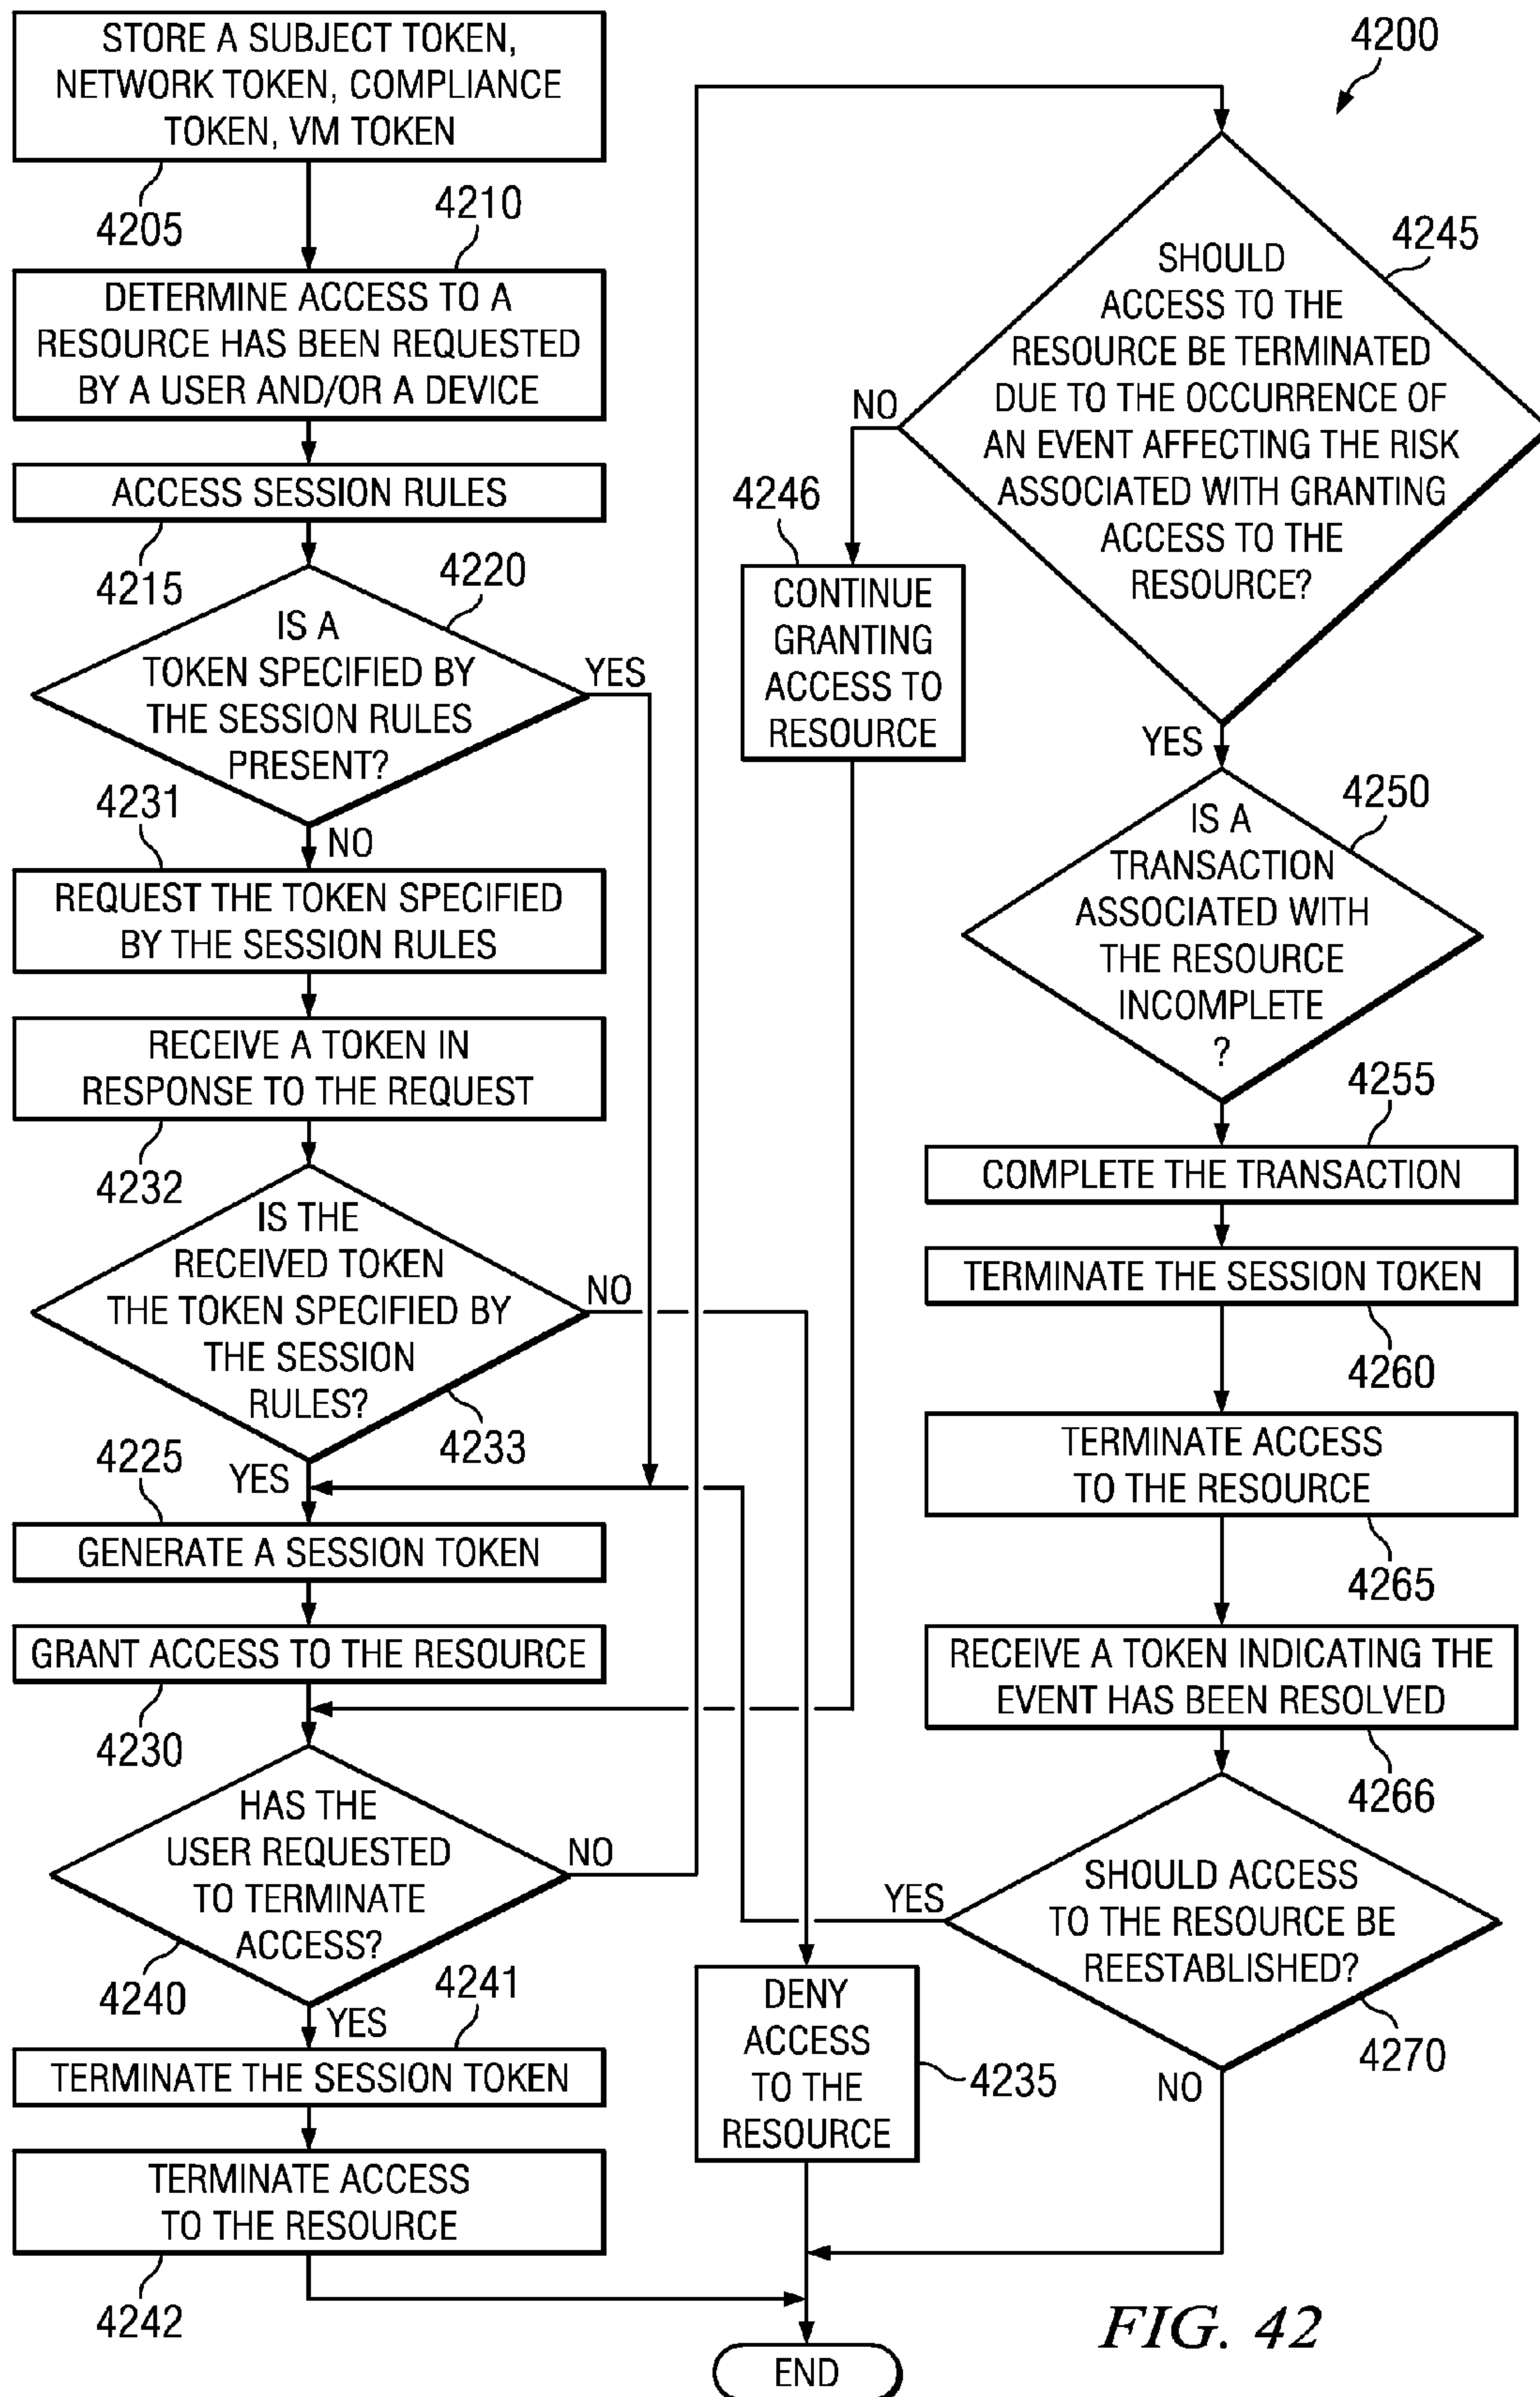 STORE A SUBJECT TOKEN,
NETWORK TOKEN, COMPLIANCE
TOKEN, VM TOKEN
4205
4210
DETERMINE ACCESS TO A
RESOURCE HAS BEEN REQUESTED
BY A USER AND/OR A DEVICE
ACCESS SESSION RULES
4215
4220
IS A
TOKEN SPECIFIED BY
THE SESSION RULES
PRESENT?
YES
4231
NO
REQUEST THE TOKEN SPECIFIED
BY THE SESSION RULES
RECEIVE A TOKEN IN
RESPONSE TO THE REQUEST
4232
IS THE
RECEIVED TOKEN
THE TOKEN SPECIFIED BY
THE SESSION
RULES?
NO
4233
4225
YES
GENERATE A SESSION TOKEN
GRANT ACCESS TO THE RESOURCE
4230
HAS THE
USER REQUESTED
TO TERMINATE
ACCESS?
NO
4240
4241
YES
TERMINATE THE SESSION TOKEN
TERMINATE ACCESS
TO THE RESOURCE
4242
4200
4245
SHOULD
ACCESS TO THE
RESOURCE BE TERMINATED
DUE TO THE OCCURRENCE OF
AN EVENT AFFECTING THE RISK
ASSOCIATED WITH GRANTING
ACCESS TO THE
RESOURCE?
NO
4246
CONTINUE
GRANTING
ACCESS TO
RESOURCE
YES
4250
IS A
TRANSACTION
ASSOCIATED WITH
THE RESOURCE
INCOMPLETE
?
4255
COMPLETE THE TRANSACTION
TERMINATE THE SESSION TOKEN
4260
TERMINATE ACCESS
TO THE RESOURCE
4265
RECEIVE A TOKEN INDICATING THE
EVENT HAS BEEN RESOLVED
4266
SHOULD ACCESS
TO THE RESOURCE BE
REESTABLISHED?
YES
4270
NO
DENY
ACCESS
TO THE
RESOURCE
4235
END
FIG. 42